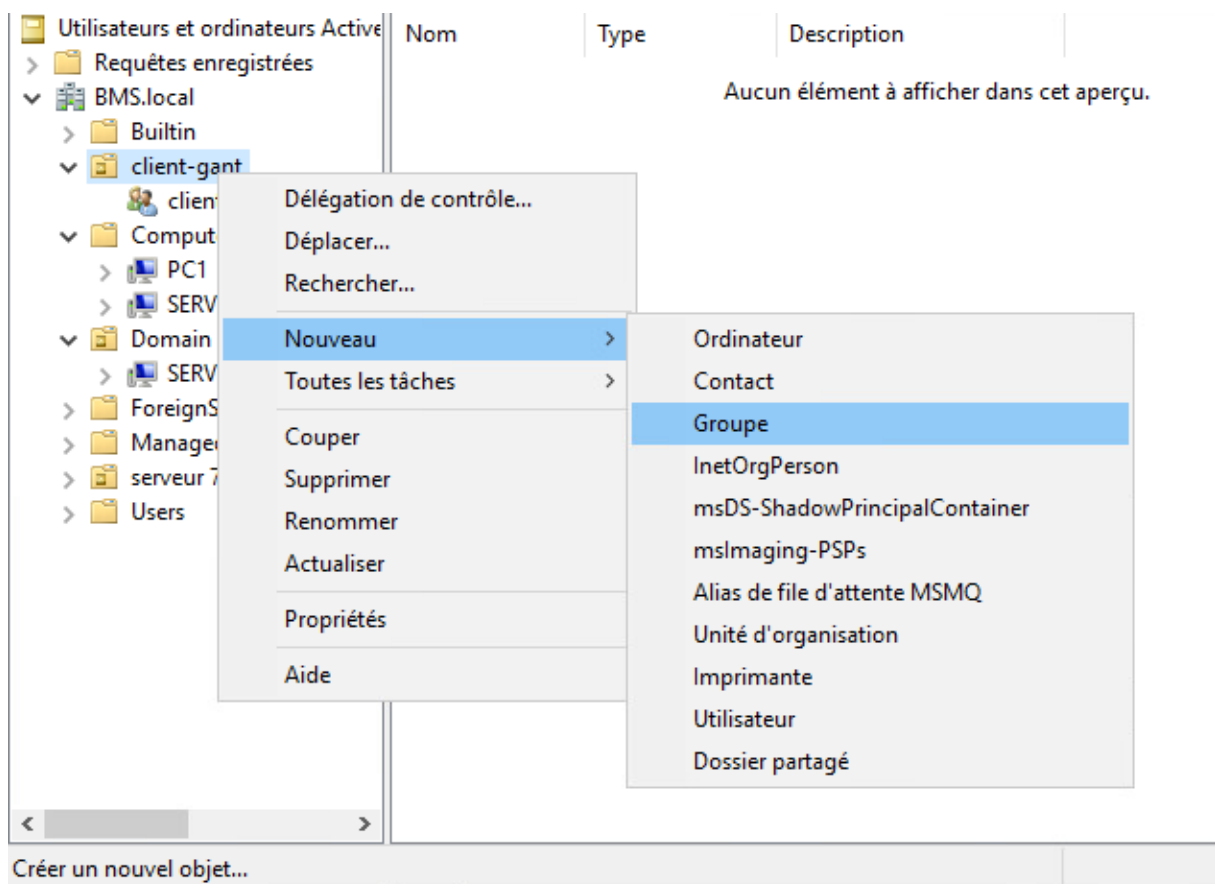 Utilisateurs et ordinateurs Active
Nom
Type
Description
Requêtes enregistrées
BMS.local
Aucun élément à afficher dans cet aperçu.
Builtin
client-gant
clien
Comput
PC1
SERV
Domain
SERV
ForeignS
Manage
serveur
Users
Délégation de contrôle...
Déplacer...
Rechercher...
Nouveau
Toutes les tâches
Couper
Supprimer
Renommer
Actualiser
Propriétés
Aide
Ordinateur
Contact
Groupe
InetOrgPerson
msDS-ShadowPrincipalContainer
msImaging-PSPs
Alias de file d'attente MSMQ
Unité d'organisation
Imprimante
Utilisateur
Dossier partagé
Créer un nouvel objet...